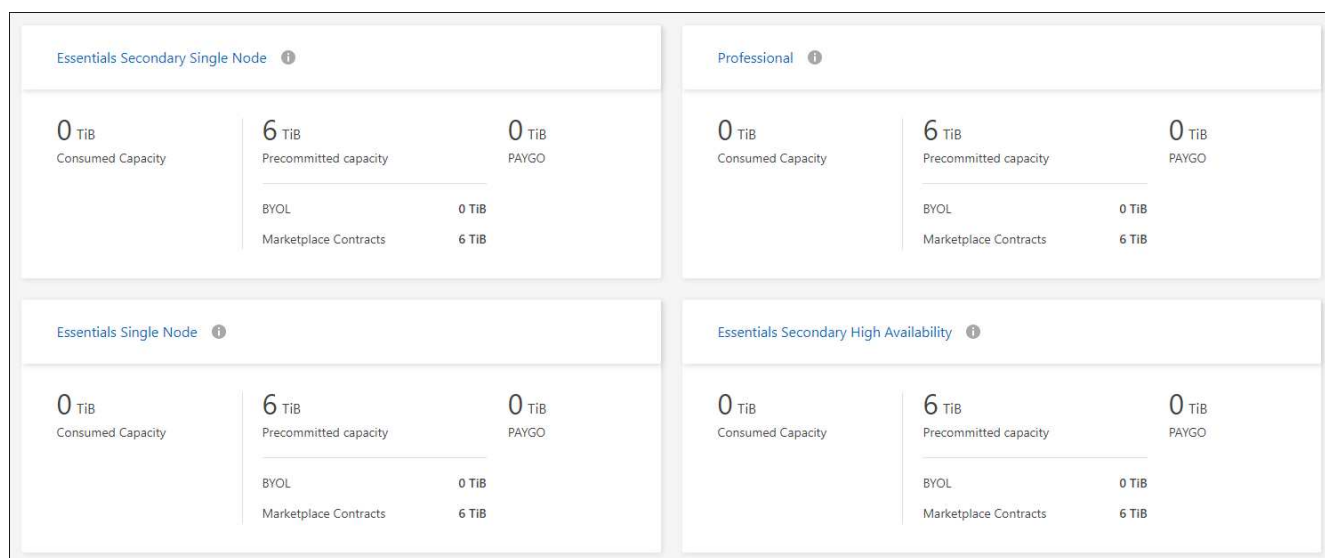 Essentials Secondary Single Node
0 TiB
Consumed Capacity
6 TiB
Precommitted capacity
0 TiB
PAYGO
BYOL 0 TiB
Marketplace Contracts 6 TiB
Professional
0 TiB
Consumed Capacity
6 TiB
Precommitted capacity
0 TiB
PAYGO
BYOL 0 TiB
Marketplace Contracts 6 TiB
Essentials Single Node
0 TiB
Consumed Capacity
6 TiB
Precommitted capacity
0 TiB
PAYGO
BYOL 0 TiB
Marketplace Contracts 6 TiB
Essentials Secondary High Availability
0 TiB
Consumed Capacity
6 TiB
Precommitted capacity
0 TiB
PAYGO
BYOL 0 TiB
Marketplace Contracts 6 TiB